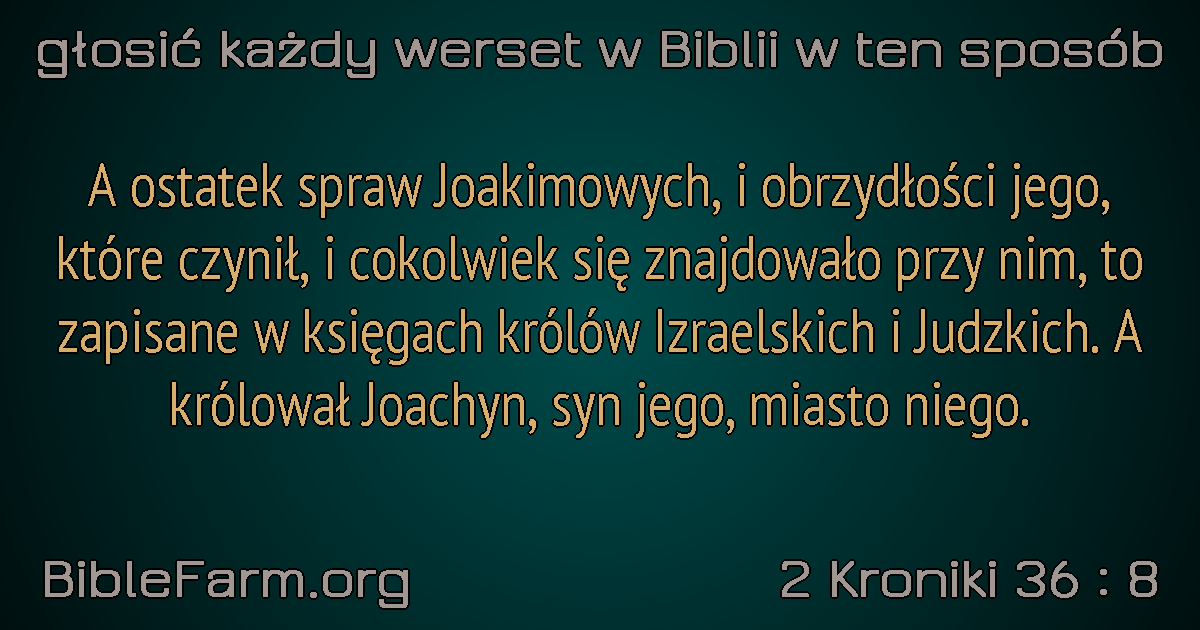 głosić każdy werset w Biblii w ten sposób
A ostatek spraw Joakimowych, i obrzydłości jego,
które czynił, i cokolwiek się znajdowało przy nim, to
zapisane w księgach królów Izraelskich i Judzkich. A
królował Joachyn, syn jego, miasto niego.
BibleFarm.org
2 Kroniki 36 : 8